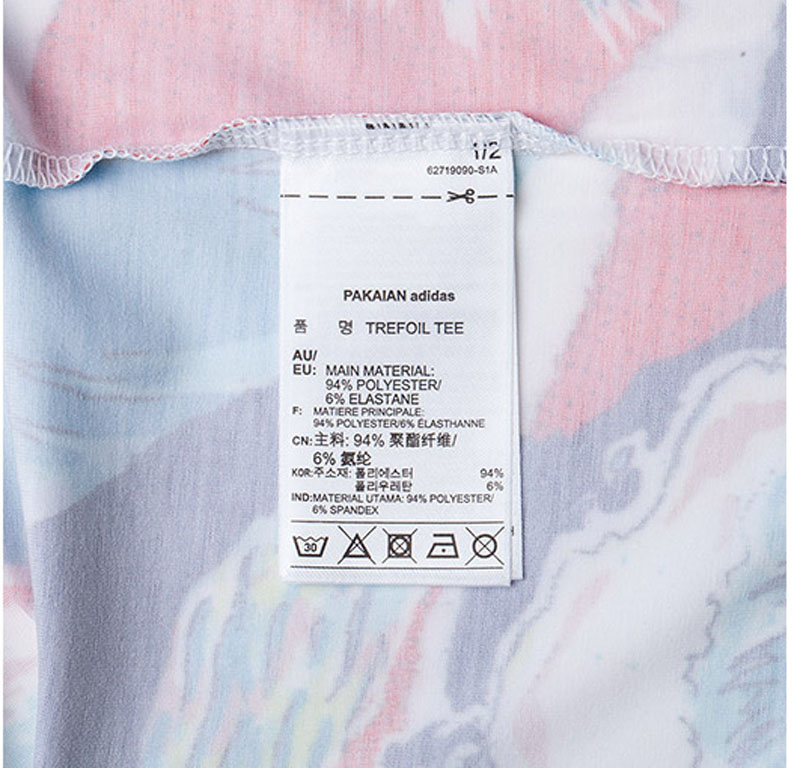 1/2
62719090-S1A
PAKAIAN adidas
품 명 TREFOIL TEE
AU/
EU: MAIN MATERIAL:
94% POLYESTER/
6% ELASTANE
F: MATIERE PRINCIPALE:
94% POLYESTER/6% ÉLASTHANNE
CN: 主料: 94% 聚酯纤维/
6% 氨纶
KOR: 주소재: 폴리에스터 94%
폴리우레탄 6%
IND: MATERIAL UTAMA: 94% POLYESTER/
6% SPANDEX
30